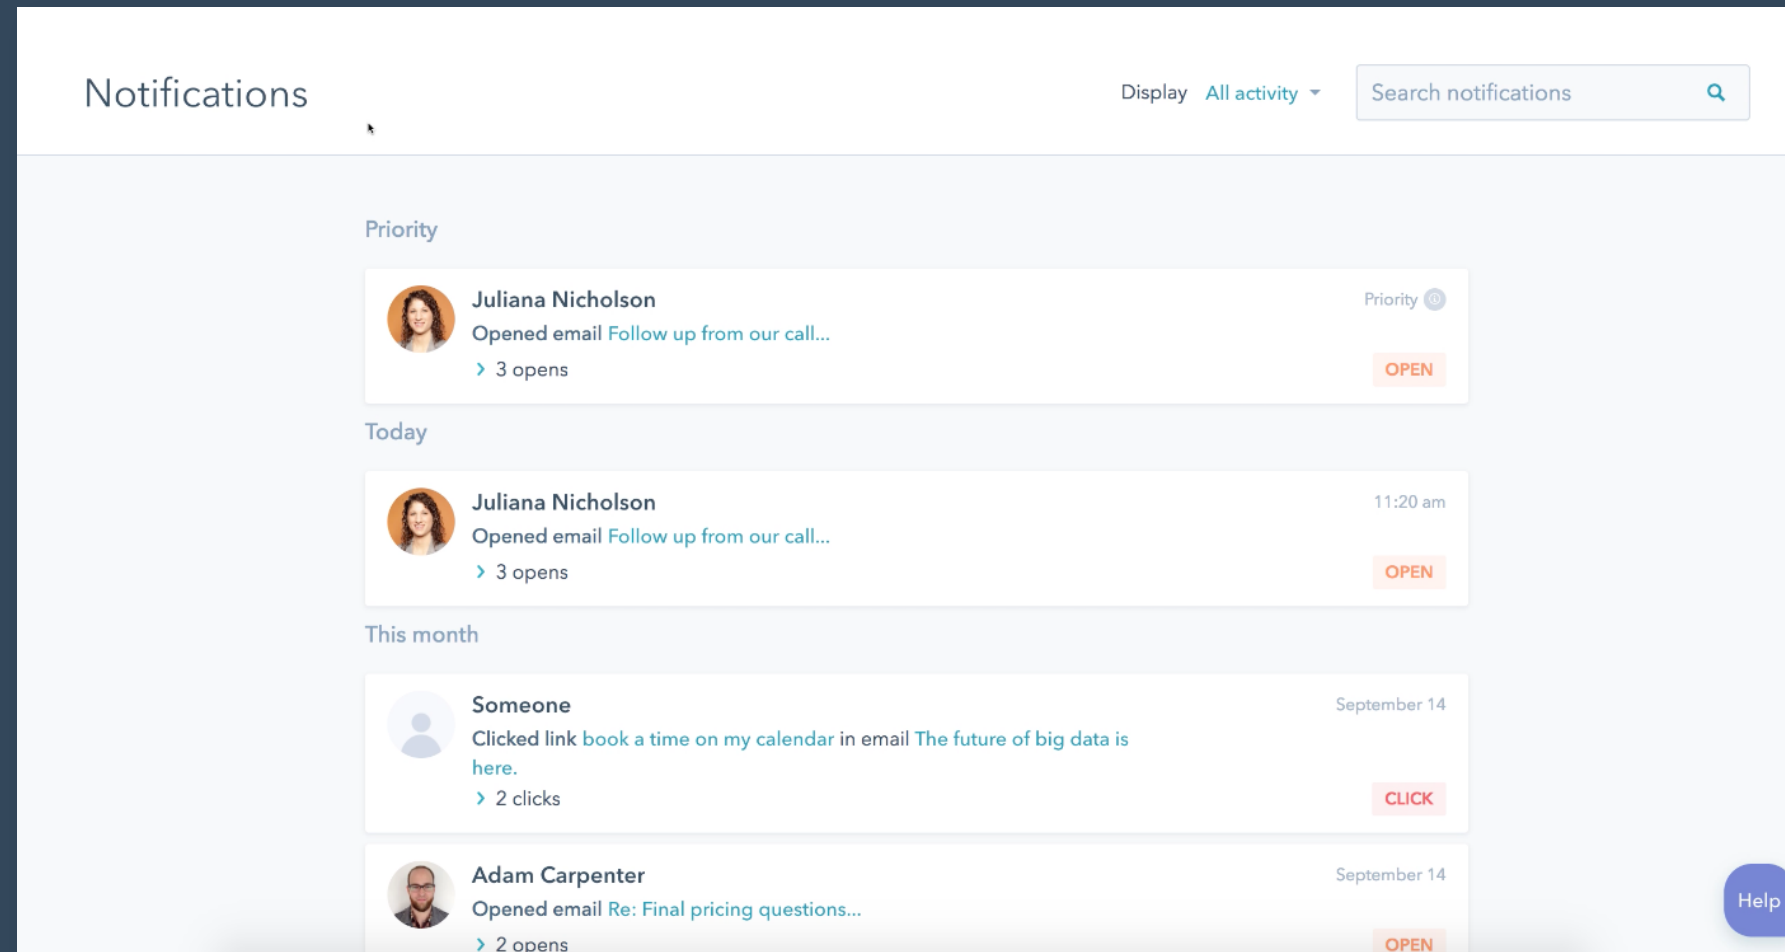 Notifications
Display All activity
Search notifications
Priority
Juliana Nicholson
Priority
Opened email Follow up from our call...
3 opens
OPEN
Today
Juliana Nicholson
11:20 am
Opened email Follow up from our call...
3 opens
OPEN
This month
Someone
September 14
Clicked link book a time on my calendar in email The future of big data is
here.
2 clicks
CLICK
Adam Carpenter
September 14
Opened email Re: Final pricing questions...
2 opens
OPEN
Help